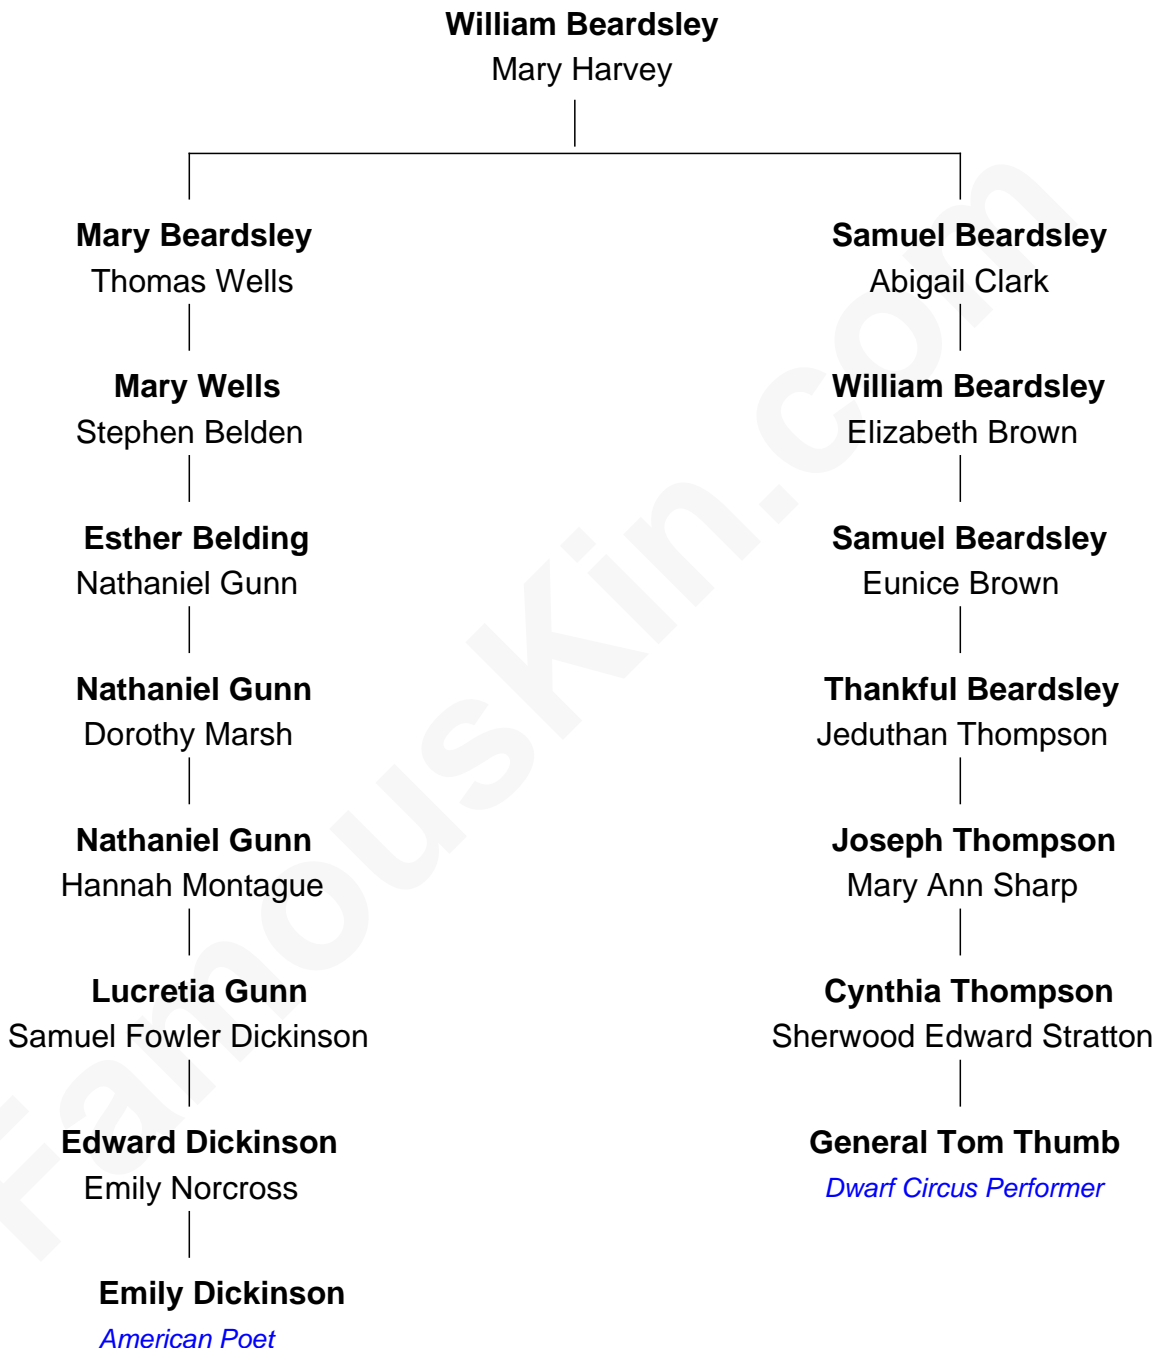 William Beardsley
Mary Harvey
Mary Beardsley
Thomas Wells
Samuel Beardsley
Abigail Clark
Mary Wells
Stephen Belden
William Beardsley
Elizabeth Brown
Esther Belding
Nathaniel Gunn
Samuel Beardsley
Eunice Brown
Nathaniel Gunn
Dorothy Marsh
Thankful Beardsley
Jeduthan Thompson
Nathaniel Gunn
Hannah Montague
Joseph Thompson
Mary Ann Sharp
Lucretia Gunn
Samuel Fowler Dickinson
Cynthia Thompson
Sherwood Edward Stratton
Edward Dickinson
Emily Norcross
General Tom Thumb
Dwarf Circus Performer
Emily Dickinson
American Poet
FamousKin.com